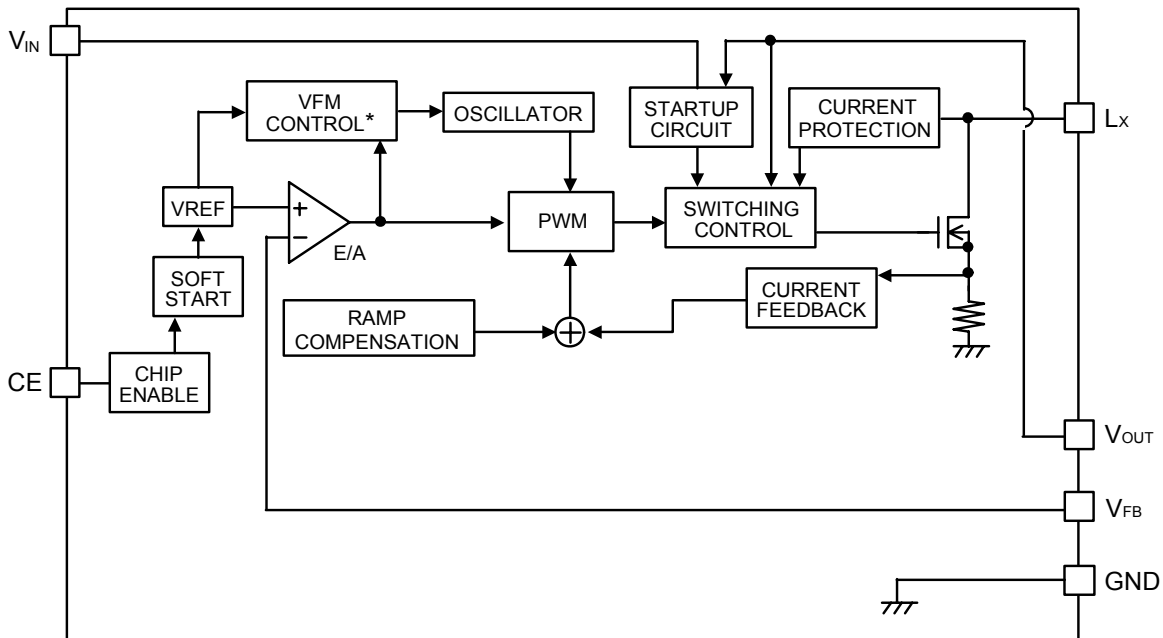 VIN
VFM
CONTROL*
OSCILLATOR
STARTUP
CIRCUIT
CURRENT
PROTECTION
LX
VREF
+
−
E/A
PWM
SWITCHING
CONTROL
SOFT
START
RAMP
COMPENSATION
CURRENT
FEEDBACK
CE
CHIP
ENABLE
VOUT
VFB
GND